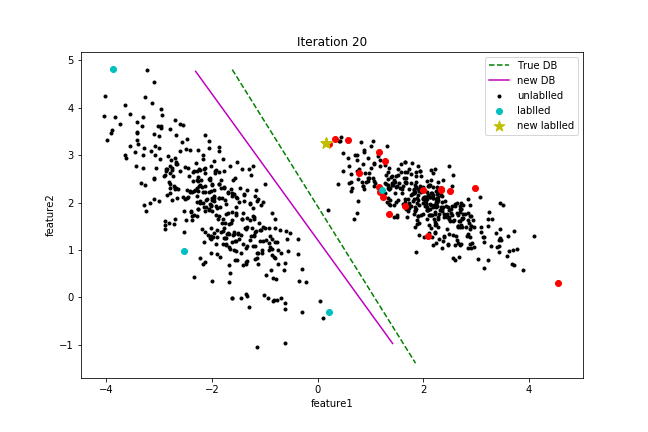 Iteration 20
True DB
new DB
unlablled
lablled
new lablled
5
4
3
2
1
0
−1
feature2
−4
−2
0
2
4
feature1